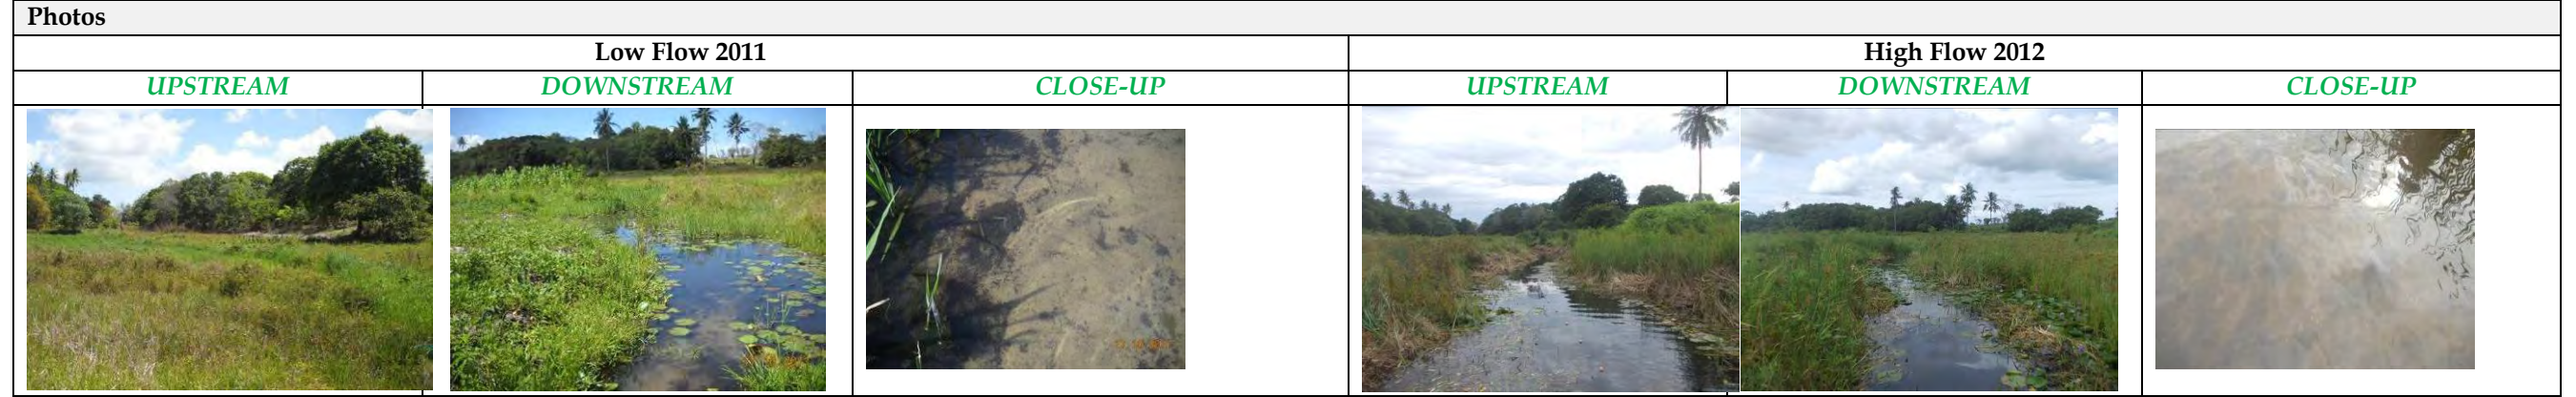 Photos
Low Flow 2011 High Flow 2012
UPSTREAM DOWNSTREAM CLOSE-UP UPSTREAM DOWNSTREAM CLOSE-UP